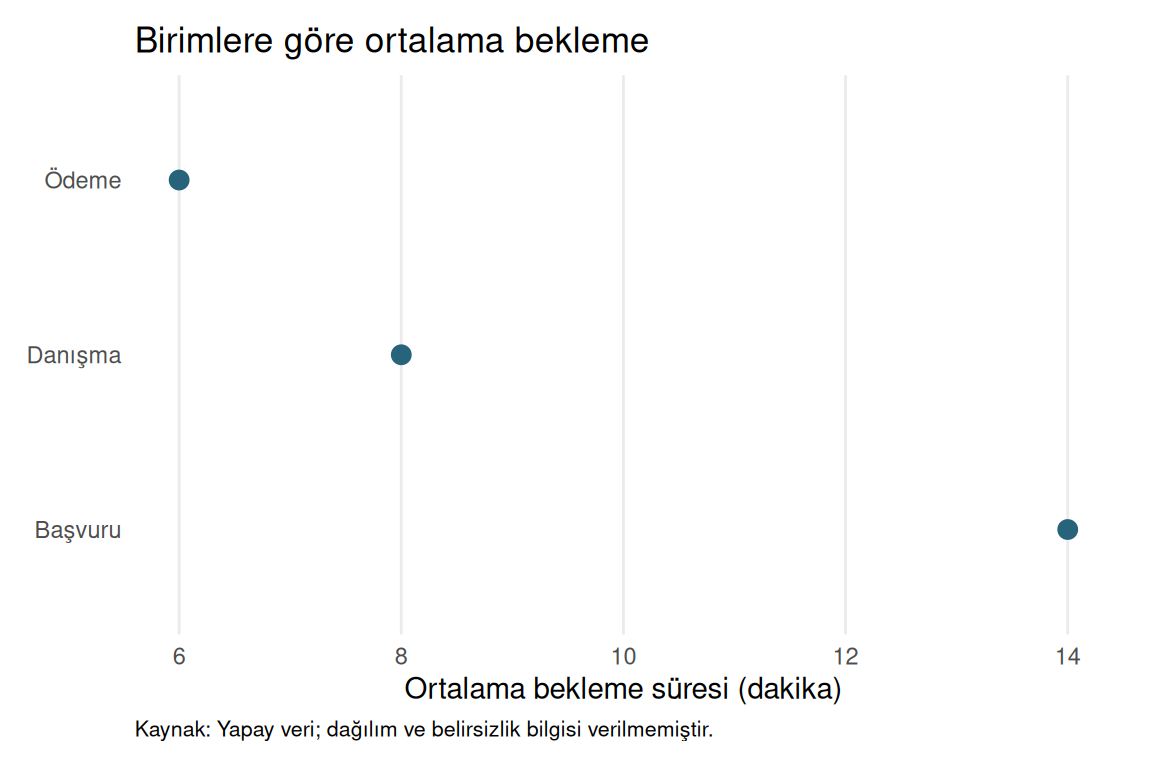 Birimlere göre ortalama bekleme
Ödeme
Danışma
Başvuru
6 8 10 12 14
Ortalama bekleme süresi (dakika)
Kaynak: Yapay veri; dağılım ve belirsizlik bilgisi verilmemiştir.